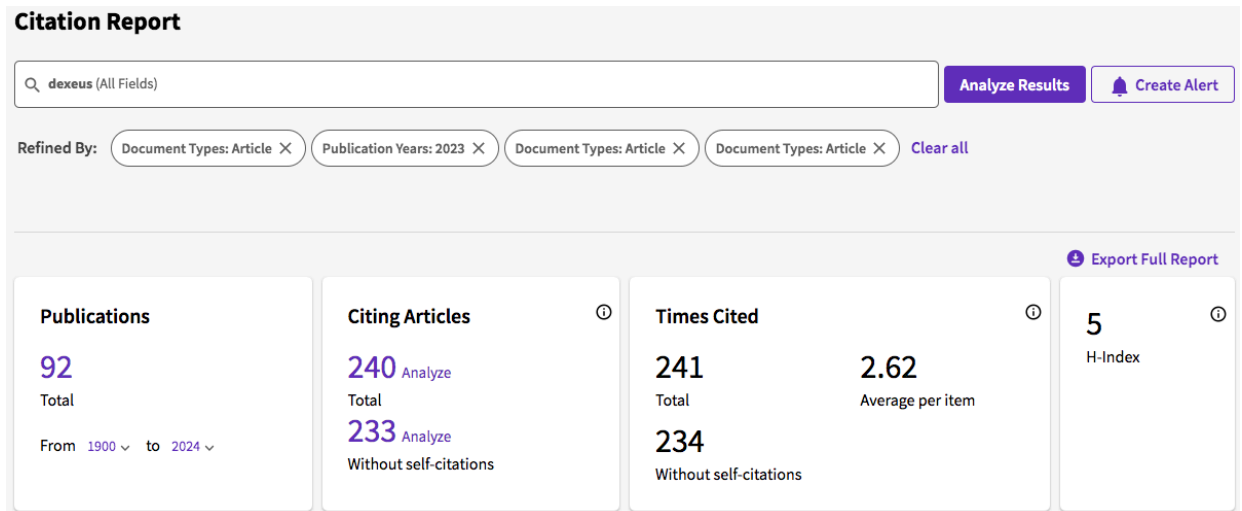 Citation Report
dexeus (All Fields)
Analyze Results
Create Alert
Refined By: Document Types: Article Publication Years: 2023 Document Types: Article Document Types: Article Clear all
Export Full Report
Publications
92
Total
From 1900 to 2024
Citing Articles
240 Analyze
Total
233 Analyze
Without self-citations
Times Cited
241
Total
234
Without self-citations
2.62
Average per item
5
H-Index